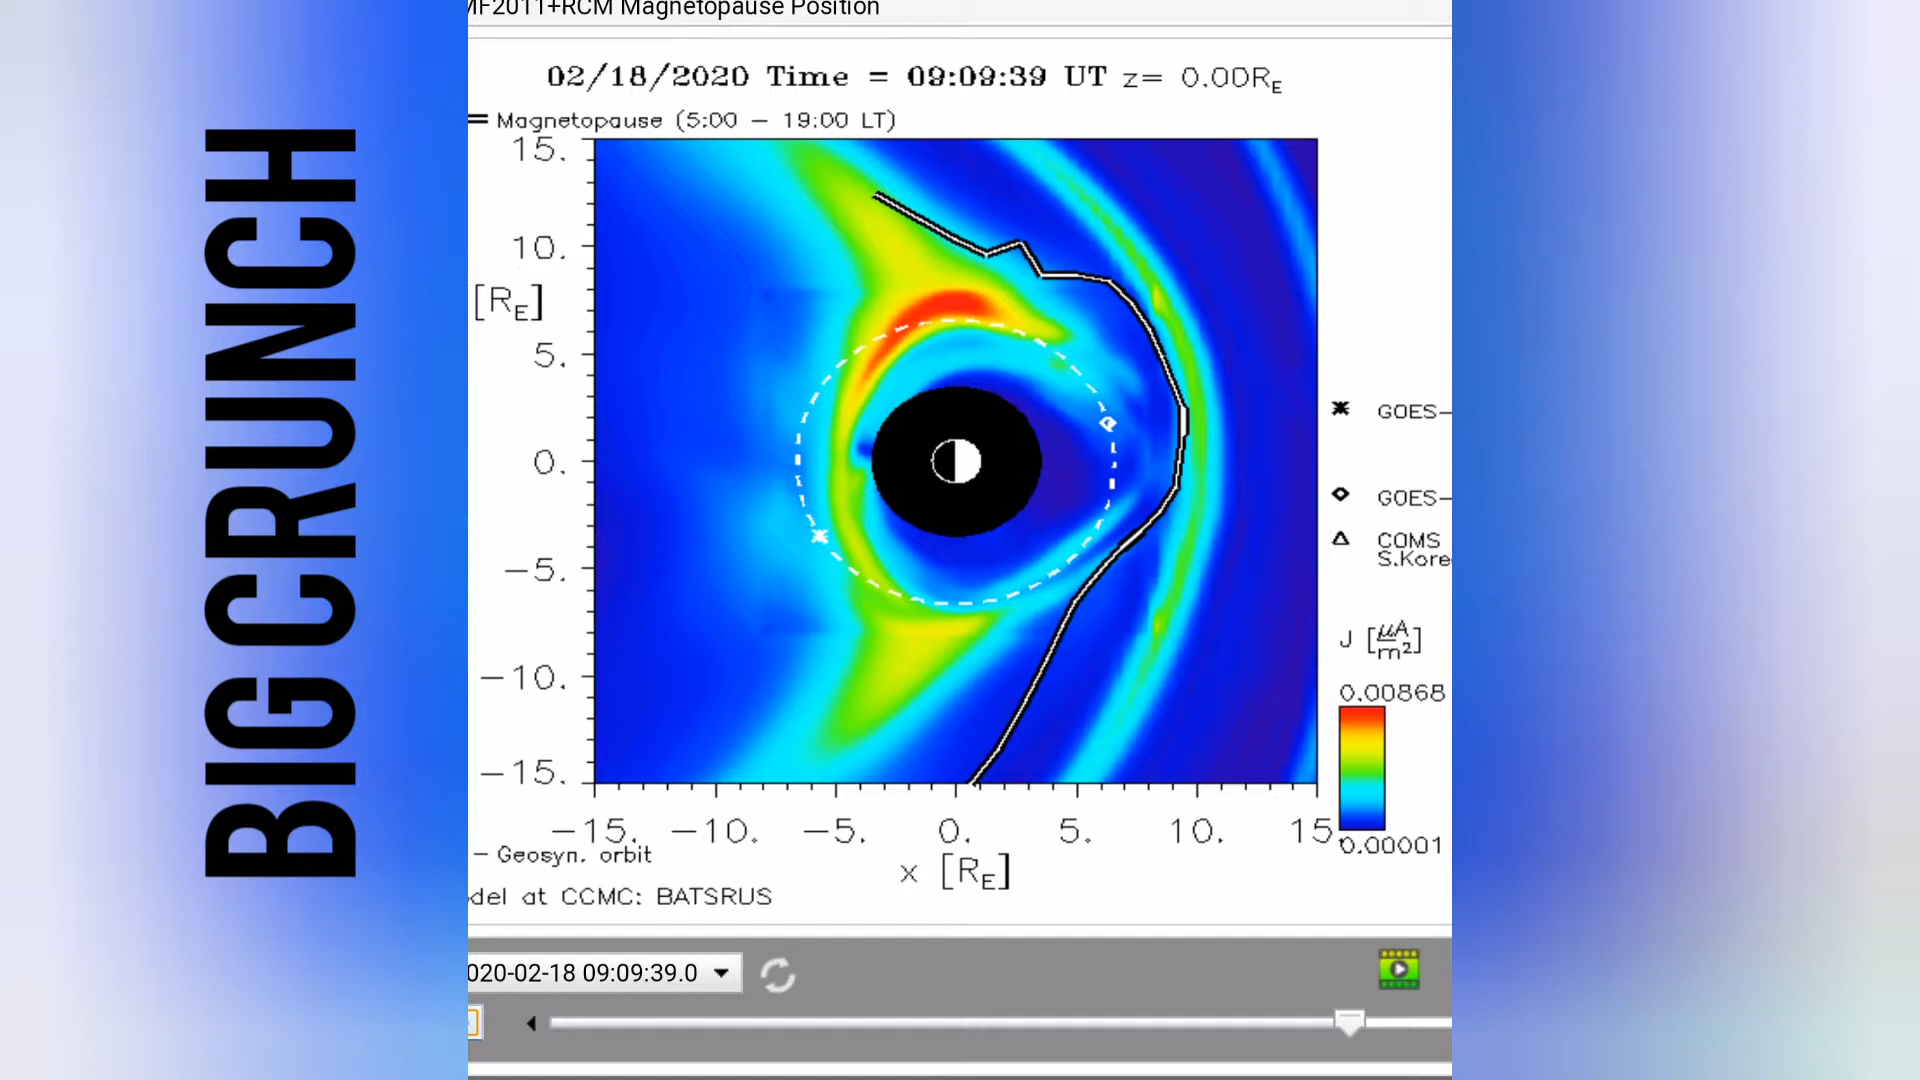 BIG CRUNCH
MF2011+RCM Magnetopause Position
02/18/2020 Time = 09:09:39 UT z= 0.00RE
Magnetopause (5:00 − 19:00 LT)
15.
10.
[RE]
5.
0.
−5.
−10.
−15.
−15. −10. −5. 0. 5. 10. 15.
x [RE]
GOES−
GOES−
COMS
S.Kore
J [μA/m2]
0.00868
0.00001
− Geosyn. orbit
del at CCMC: BATSRUS
020-02-18 09:09:39.0